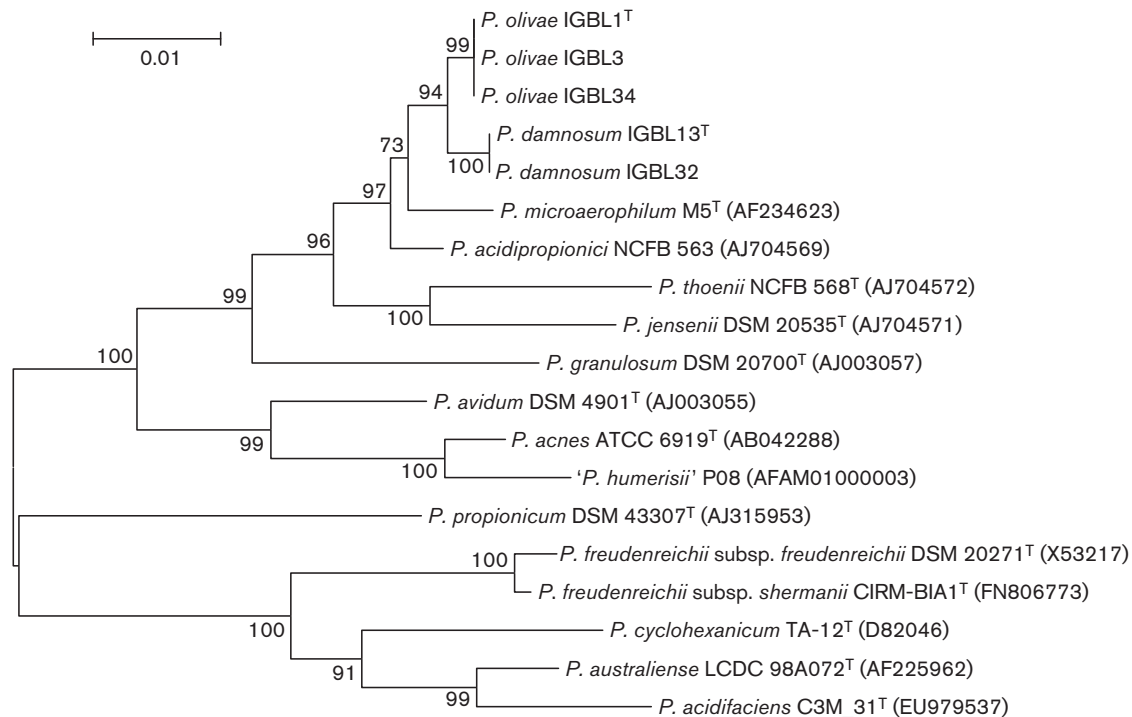 P. olivae IGBL1ᵀ
0.01
99
P. olivae IGBL3
94
P. olivae IGBL34
P. damnosum IGBL13ᵀ
73
100
P. damnosum IGBL32
97
P. microaerophilum M5ᵀ (AF234623)
96
P. acidipropionici NCFB 563 (AJ704569)
99
P. thoenii NCFB 568ᵀ (AJ704572)
100
P. jensenii DSM 20535ᵀ (AJ704571)
100
P. granulosum DSM 20700ᵀ (AJ003057)
P. avidum DSM 4901ᵀ (AJ003055)
99
P. acnes ATCC 6919ᵀ (AB042288)
100
‘P. humerisii’ P08 (AFAM01000003)
P. propionicum DSM 43307ᵀ (AJ315953)
100
P. freudenreichii subsp. freudenreichii DSM 20271ᵀ (X53217)
P. freudenreichii subsp. shermanii CIRM-BIA1ᵀ (FN806773)
100
P. cyclohexanicum TA-12ᵀ (D82046)
91
P. australiense LCDC 98A072ᵀ (AF225962)
99
P. acidifaciens C3M_31ᵀ (EU979537)